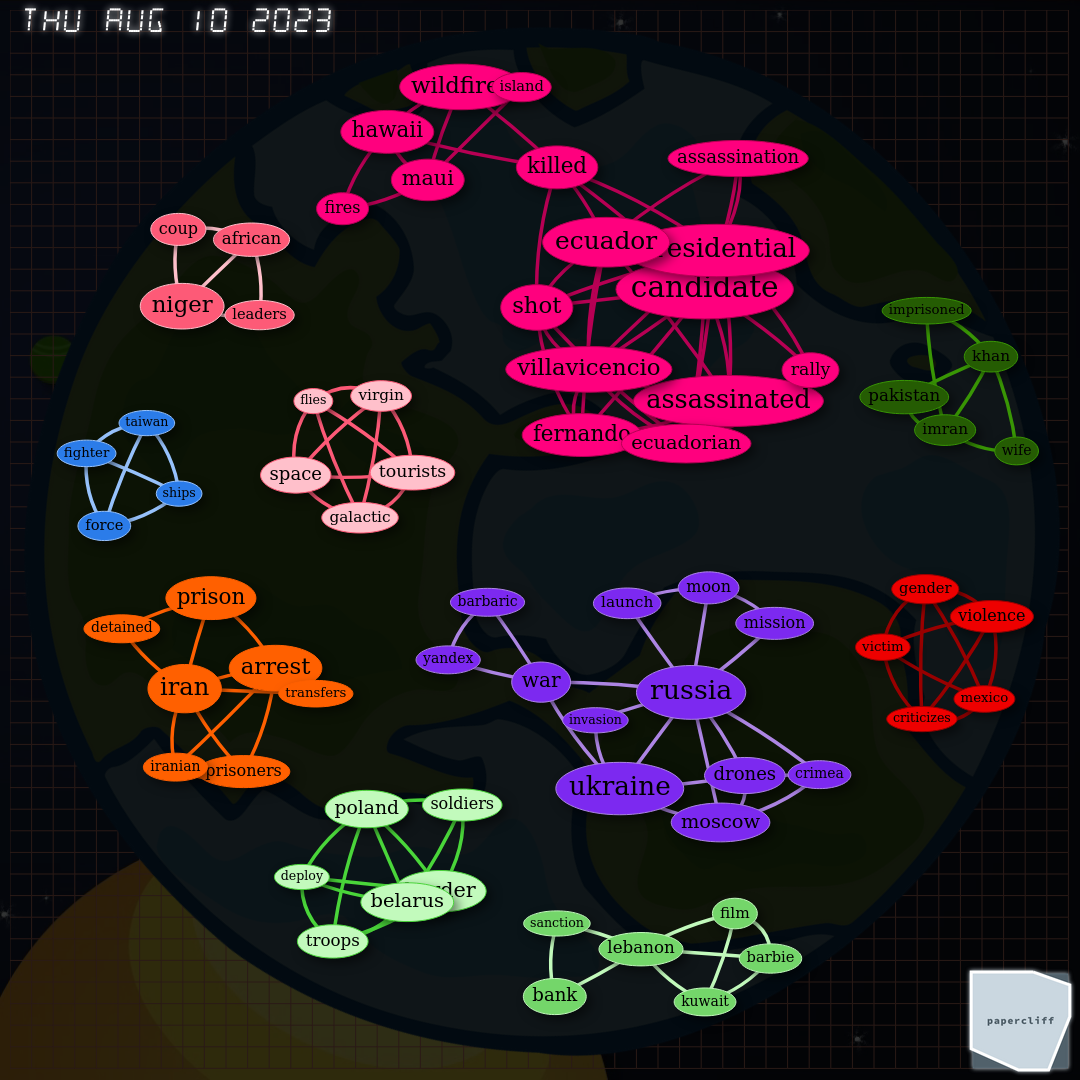 THU AUG 10 2023
wildfire
island
hawaii
killed
assassination
maui
fires
coup
african
ecuador
esidential
candidate
niger
leaders
shot
imprisoned
khan
villavicencio
rally
pakistan
assassinated
flies
virgin
taiwan
imran
fernando
ecuadorian
wife
fighter
space
tourists
ships
galactic
force
prison
detained
barbaric
launch
moon
mission
gender
violence
victim
yandex
arrest
iran
transfers
war
russia
mexico
criticizes
invasion
iranian
prisoners
ukraine
drones
crimea
moscow
poland
soldiers
deploy
der
belarus
troops
sanction
film
lebanon
barbie
bank
kuwait
papercliff